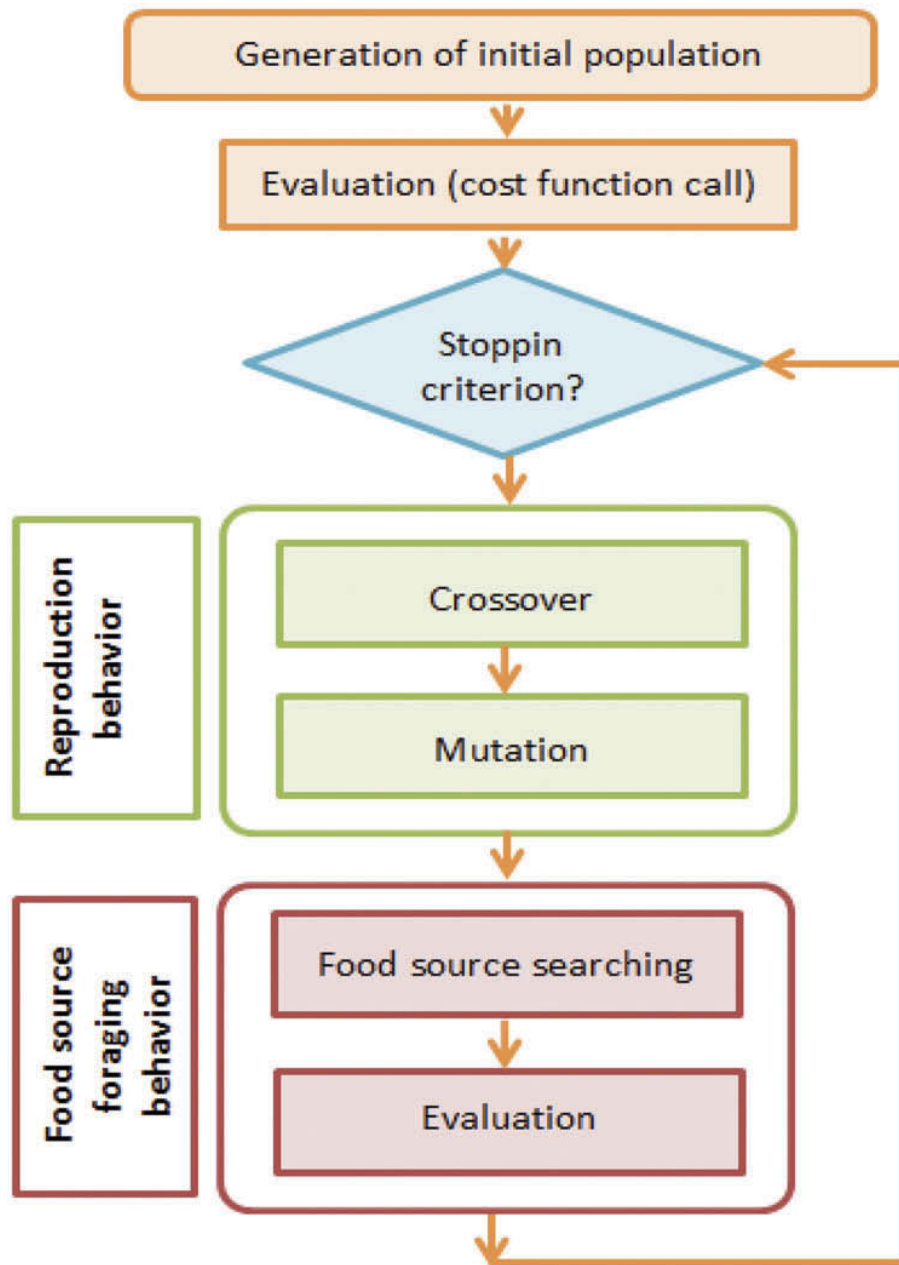 Generation of initial population
Evaluation (cost function call)
Stoppin
criterion?
Reproduction
behavior
Crossover
Mutation
Food source
foraging
behavior
Food source searching
Evaluation